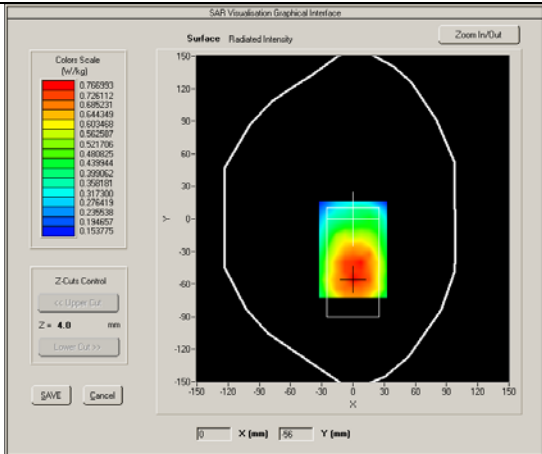 SAR Visualisation Graphical Interface
Surface Radiated Intensity
Zoom In/Out
Colors Scale
(W/kg)
0.766993
0.726112
0.685231
0.644349
0.603468
0.562587
0.521706
0.480825
0.439944
0.399062
0.358181
0.317300
0.276419
0.235538
0.194657
0.153775
150
120
90
60
30
0
-30
-60
-90
-120
-150
Y
-150 -120 -90 -60 -30 0 30 60 90 120 150
X
Z-Cuts Control
<< Upper Cut
Z = 4.0 mm
Lower Cut >>
SAVE Cancel
0 X (mm) -56 Y (mm)